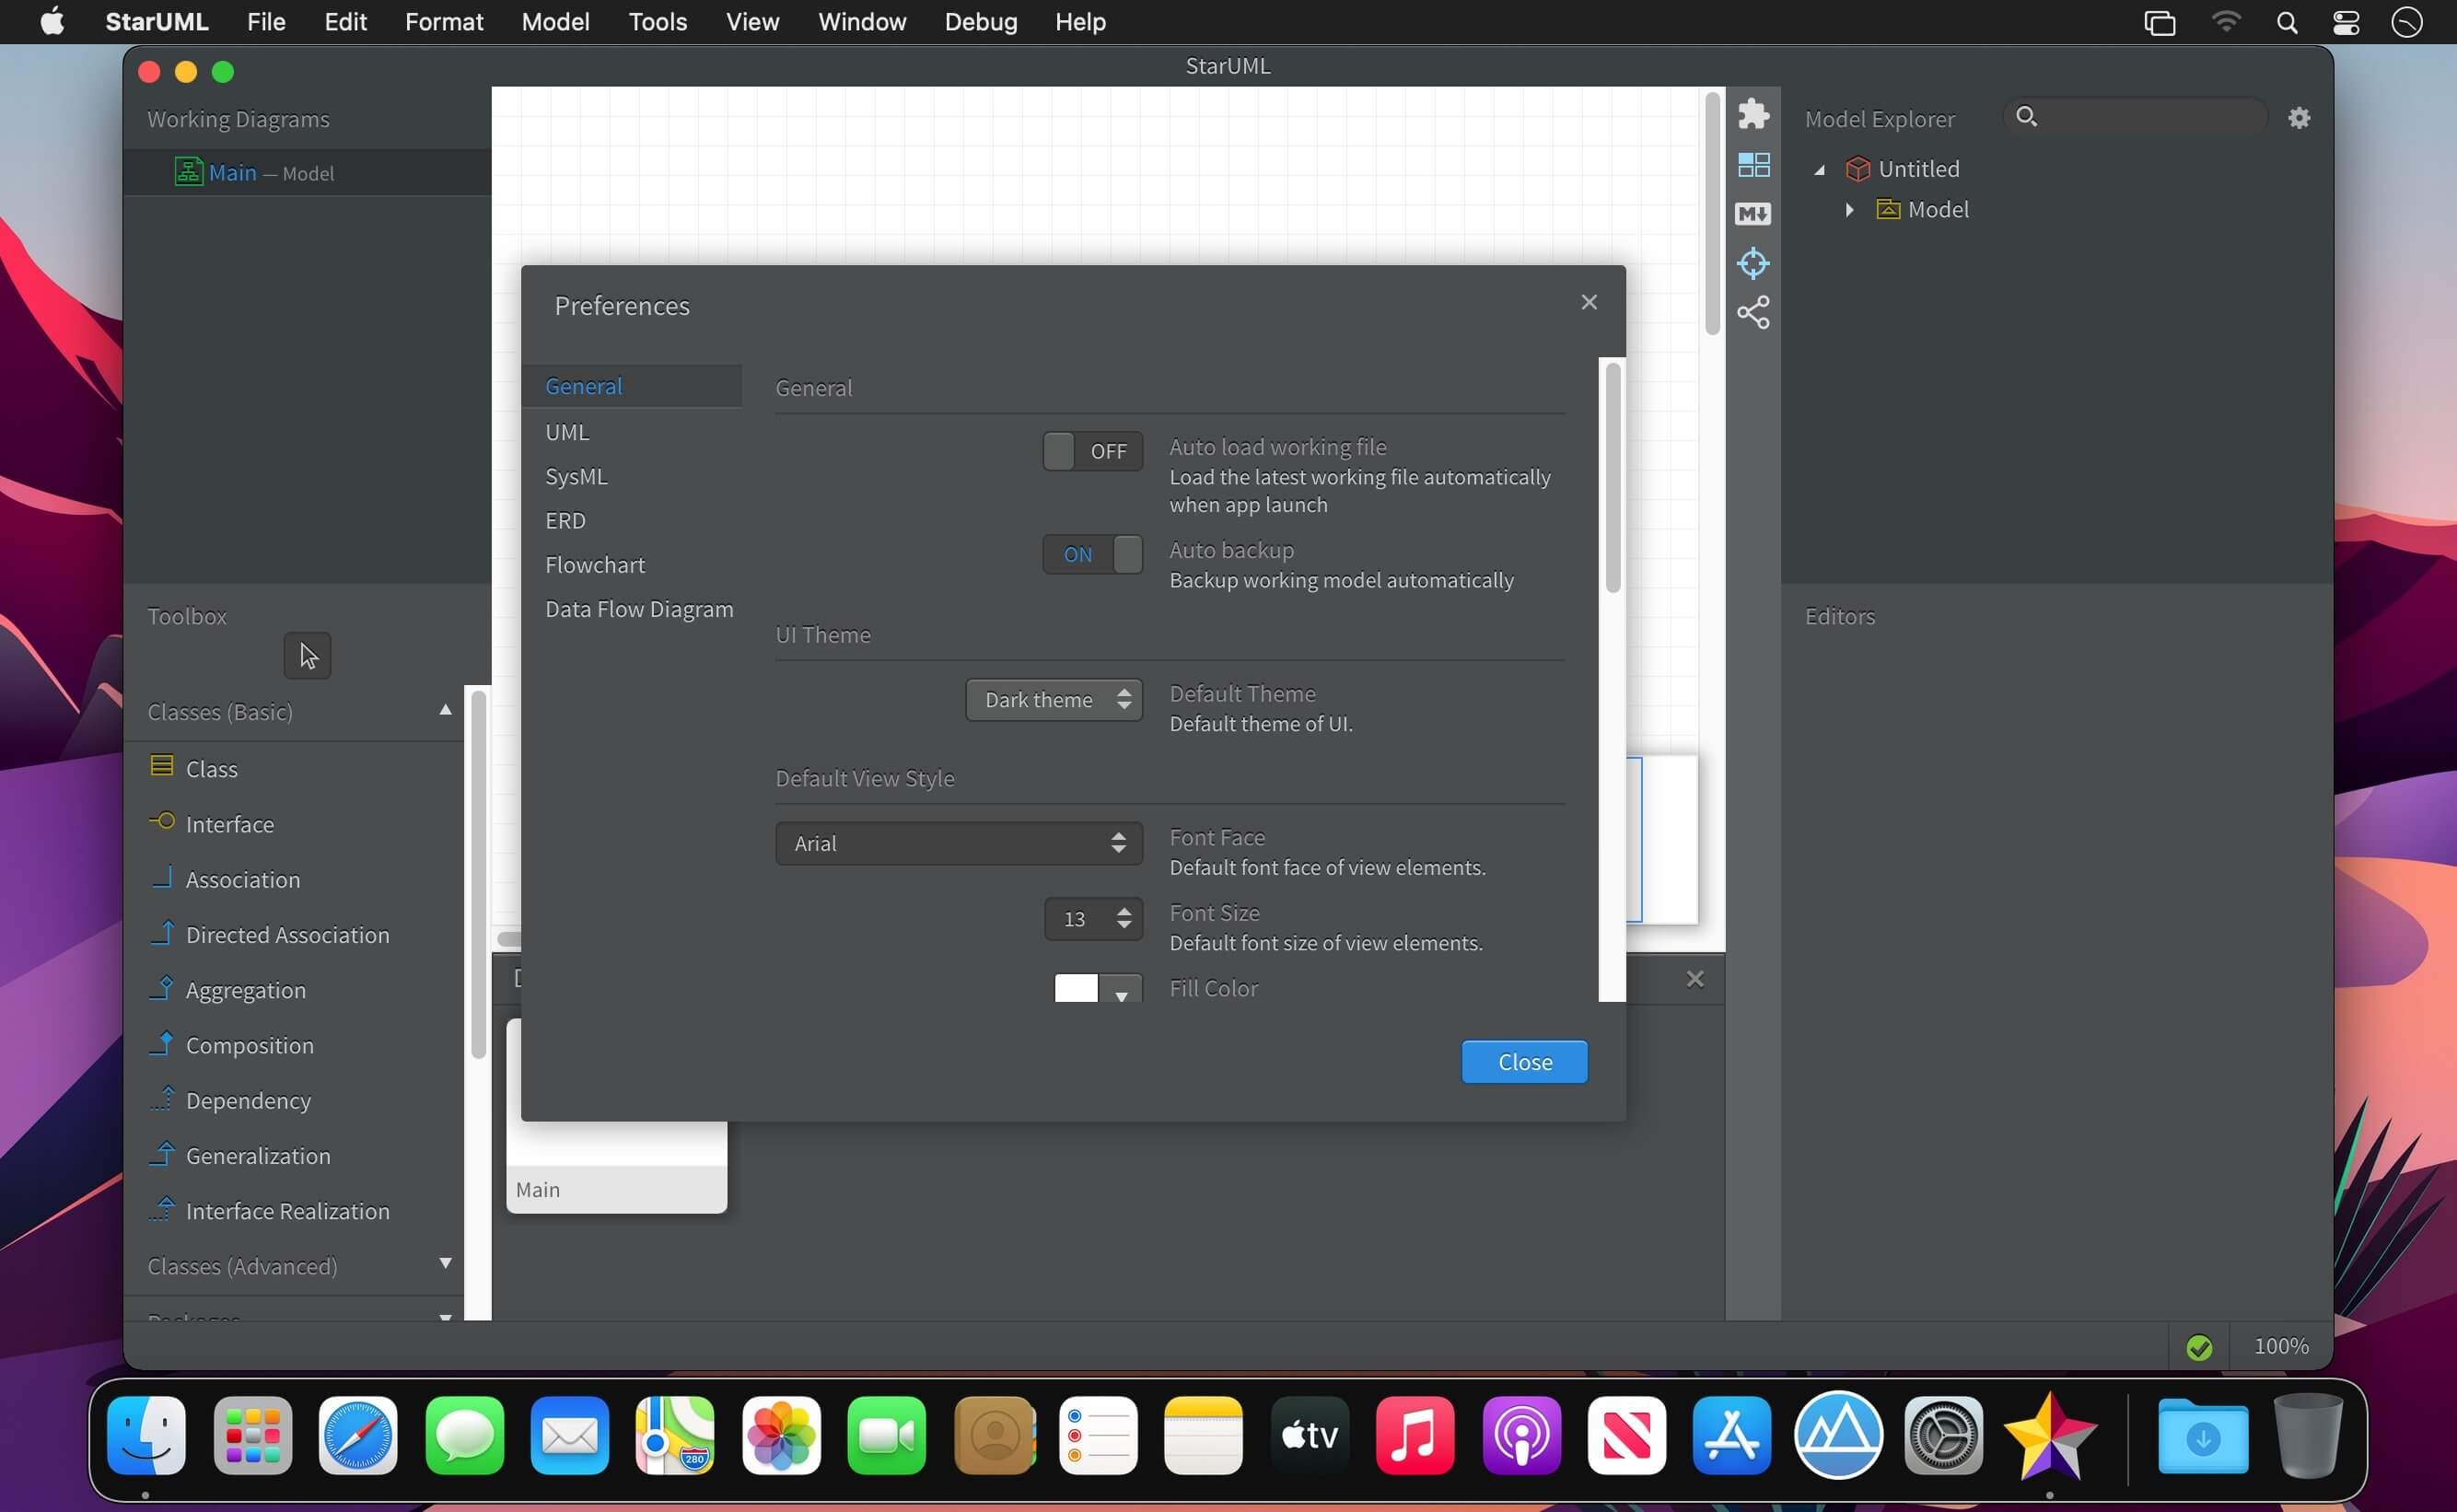 StarUML File Edit Format Model Tools View Window Debug Help
StarUML
Working Diagrams
Main — Model
Model Explorer
Untitled
Model
Preferences
General
UML
SysML
ERD
Flowchart
Data Flow Diagram
General
OFF
Auto load working file
Load the latest working file automatically
when app launch
ON
Auto backup
Backup working model automatically
UI Theme
Dark theme
Default Theme
Default theme of UI.
Default View Style
Arial
Font Face
Default font face of view elements.
13
Font Size
Default font size of view elements.
Fill Color
Close
Toolbox
Classes (Basic)
Class
Interface
Association
Directed Association
Aggregation
Composition
Dependency
Generalization
Interface Realization
Classes (Advanced)
Editors
Main
100%
M
280
tv